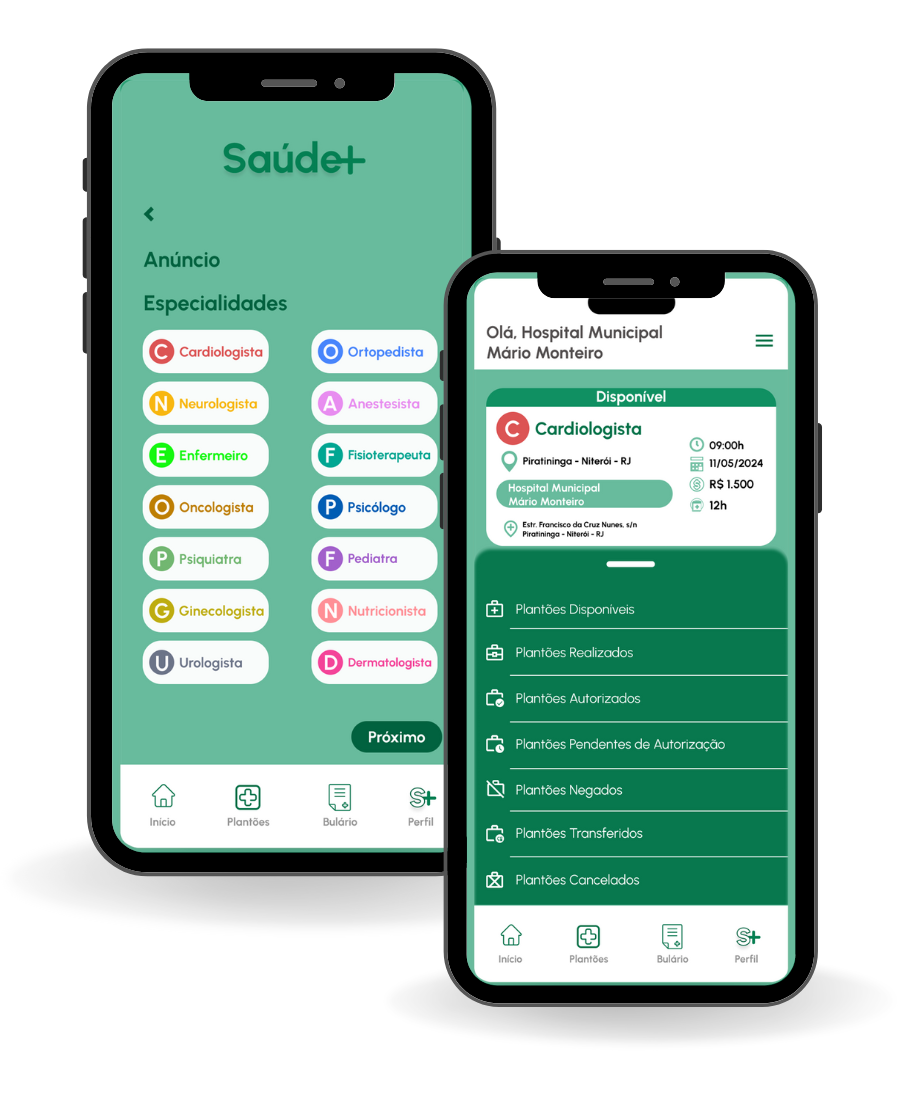 Saúde+
Anúncio
Especialidades
C Cardiologista
O Ortopedista
N Neurologista
A Anestesista
E Enfermeiro
F Fisioterapeuta
O Oncologista
P Psicólogo
P Psiquiatra
F Pediatra
G Ginecologista
N Nutricionista
U Urologista
D Dermatologista
Próximo
Início
Plantões
Bulário
S+
Perfil
Olá, Hospital Municipal
Mário Monteiro
Disponível
C Cardiologista
Piratininga - Niterói - RJ
Hospital Municipal
Mário Monteiro
Estr. Francisco da Cruz Nunes, s/n
Piratininga - Niterói - RJ
09:00h
11/05/2024
R$ 1.500
12h
Plantões Disponíveis
Plantões Realizados
Plantões Autorizados
Plantões Pendentes de Autorização
Plantões Negados
Plantões Transferidos
Plantões Cancelados
Início
Plantões
Bulário
S+
Perfil